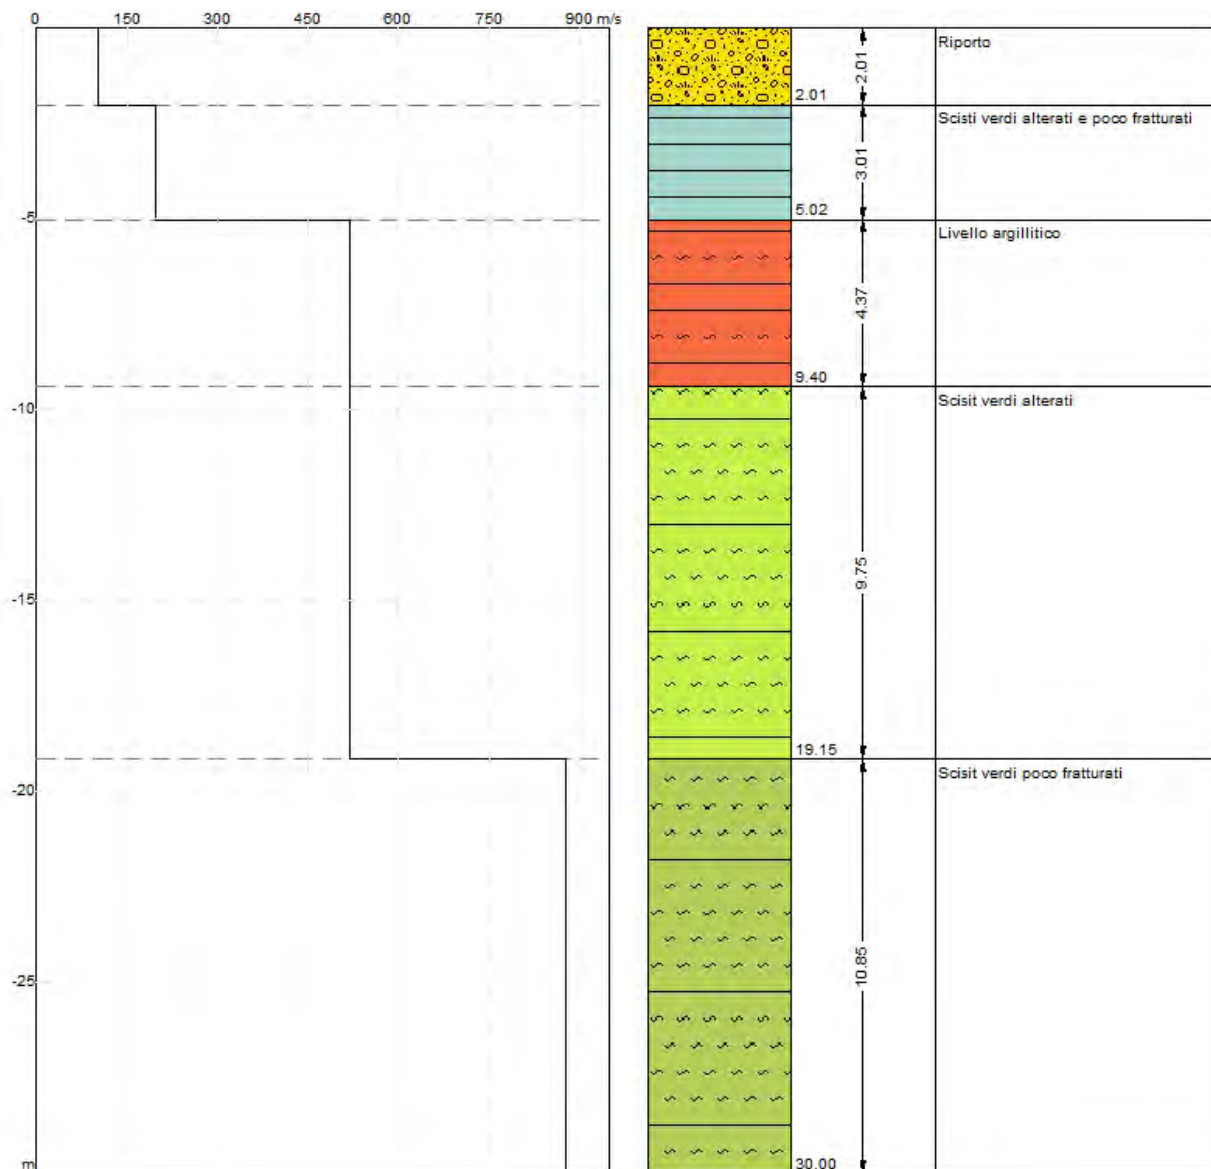 0 150 300 450 600 750 900 m/s
Riporto
2.01
2.01
Scisti verdi alterati e poco fratturati
3.01
-5
5.02
Livello argillitico
4.37
9.40
Scisit verdi alterati
-10
9.75
-15
19.15
Scisit verdi poco fratturati
-20
10.85
-25
m
30.00